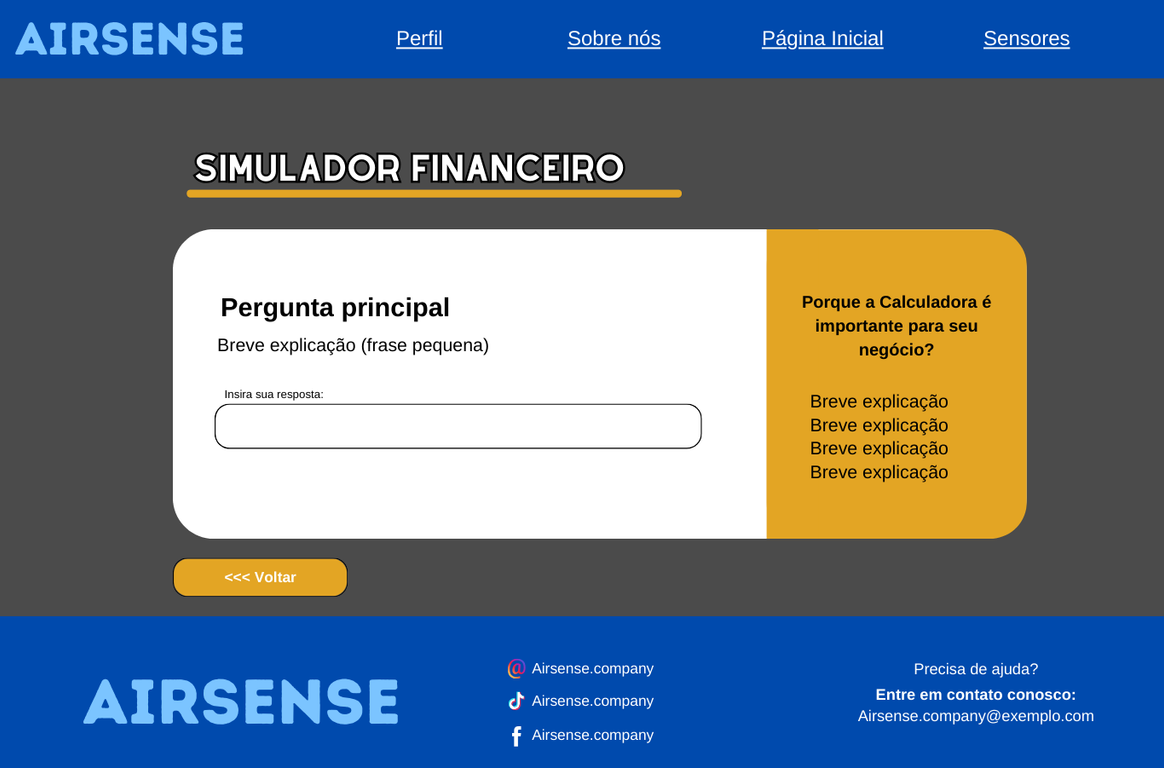 AIRSENSE
Perfil
Sobre nós
Página Inicial
Sensores
SIMULADOR FINANCEIRO
Pergunta principal
Breve explicação (frase pequena)
Insira sua resposta:
Porque a Calculadora é
importante para seu
negócio?
Breve explicação
Breve explicação
Breve explicação
Breve explicação
<<< Voltar
AIRSENSE
Airsense.company
Airsense.company
Airsense.company
Precisa de ajuda?
Entre em contato conosco:
Airsense.company@exemplo.com